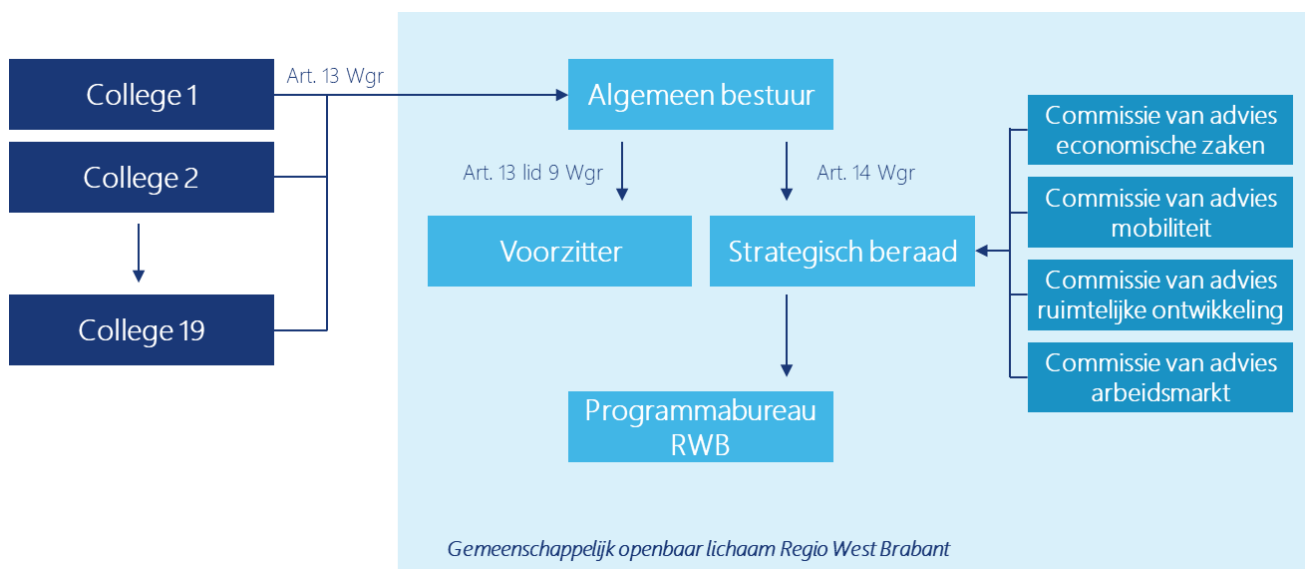 College 1
College 2
College 19
Art. 13 Wgr
Algemeen bestuur
Art. 13 lid 9 Wgr
Art. 14 Wgr
Voorzitter
Strategisch beraad
Programmabureau
RWB
Commissie van advies
economische zaken
Commissie van advies
mobiliteit
Commissie van advies
ruimtelijke ontwikkeling
Commissie van advies
arbeidsmarkt
Gemeenschappelijk openbaar lichaam Regio West Brabant